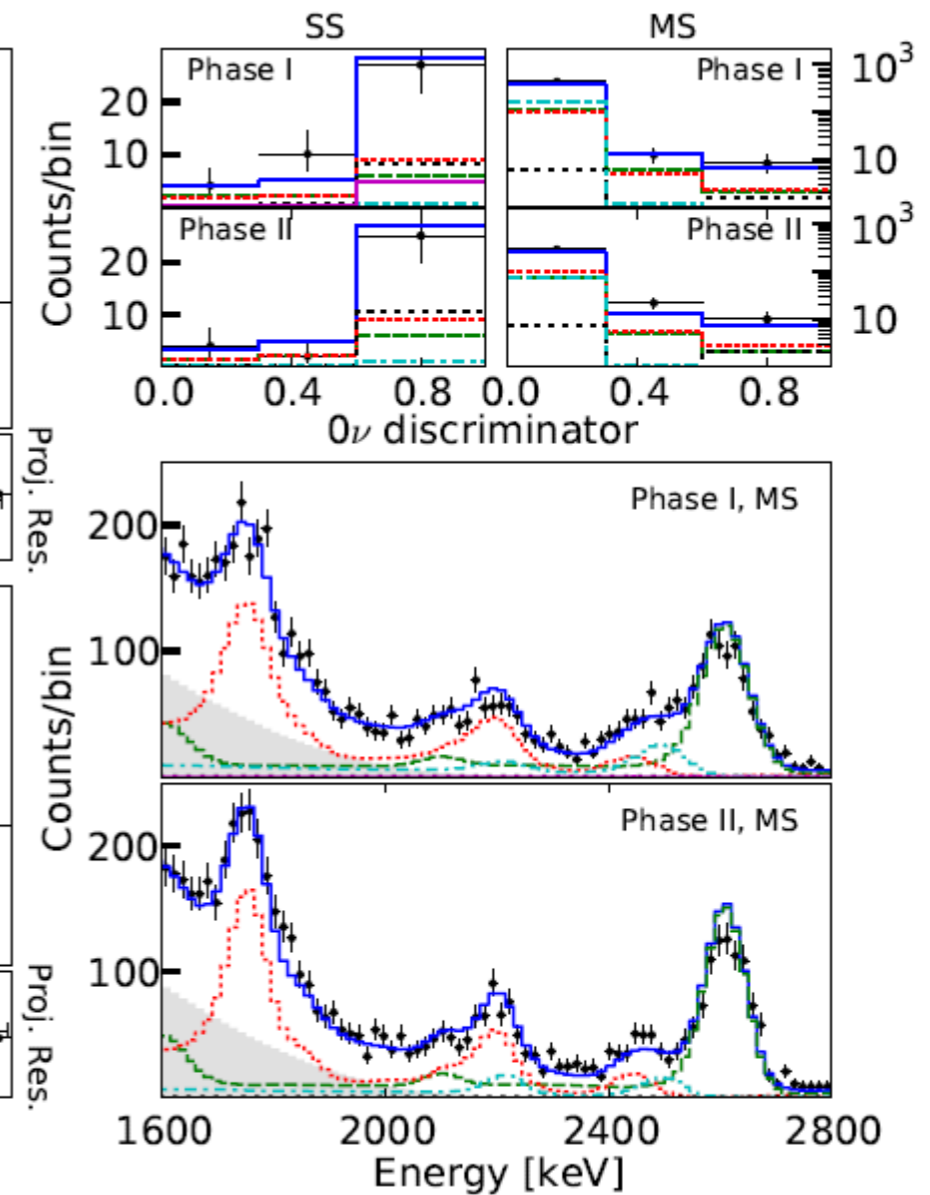 SS MS
Phase I Phase I
20
10
10³
10
Counts/bin
Phase II Phase II
20
10
10³
10
0.0 0.4 0.8 0.0 0.4 0.8
0ν discriminator
Proj. Res.
Phase I, MS
200
100
Counts/bin
Phase II, MS
200
100
Proj. Res.
1600 2000 2400 2800
Energy [keV]